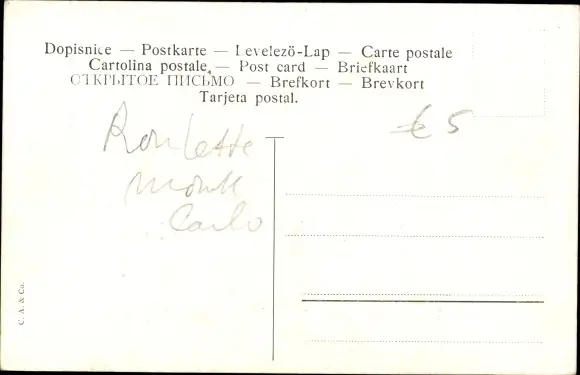 Dopisnice — Postkarte — Levelező-Lap — Carte postale
Cartolina postale, — Post card — Briefkaart
ОТКРЫТОЕ ПИСЬМО — Brefkort — Brevkort
Tarjeta postal.
€ 5
Roulette
Monte
Carlo
C. A. & Co.